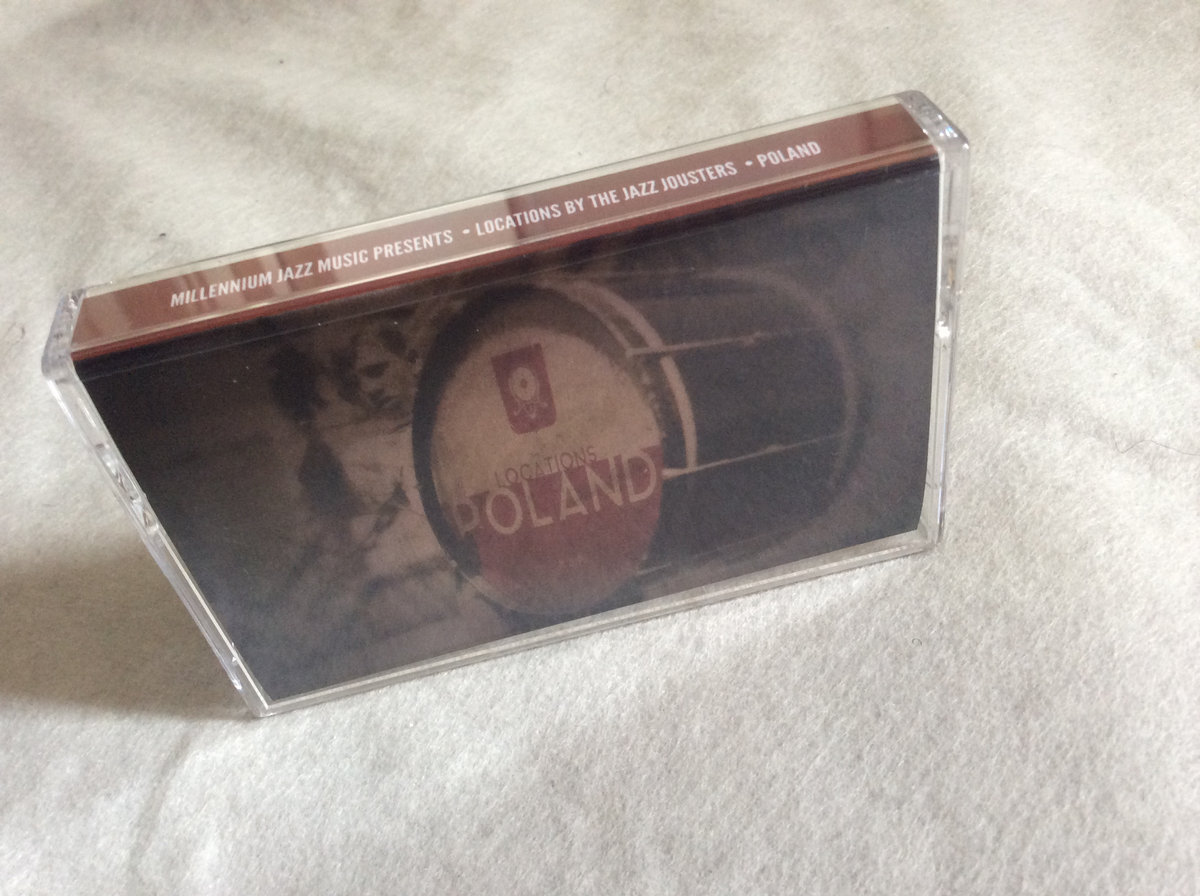 MILLENNIUM JAZZ MUSIC PRESENTS • LOCATIONS BY THE JAZZ JOUSTERS • POLAND
LOCATIONS
POLAND